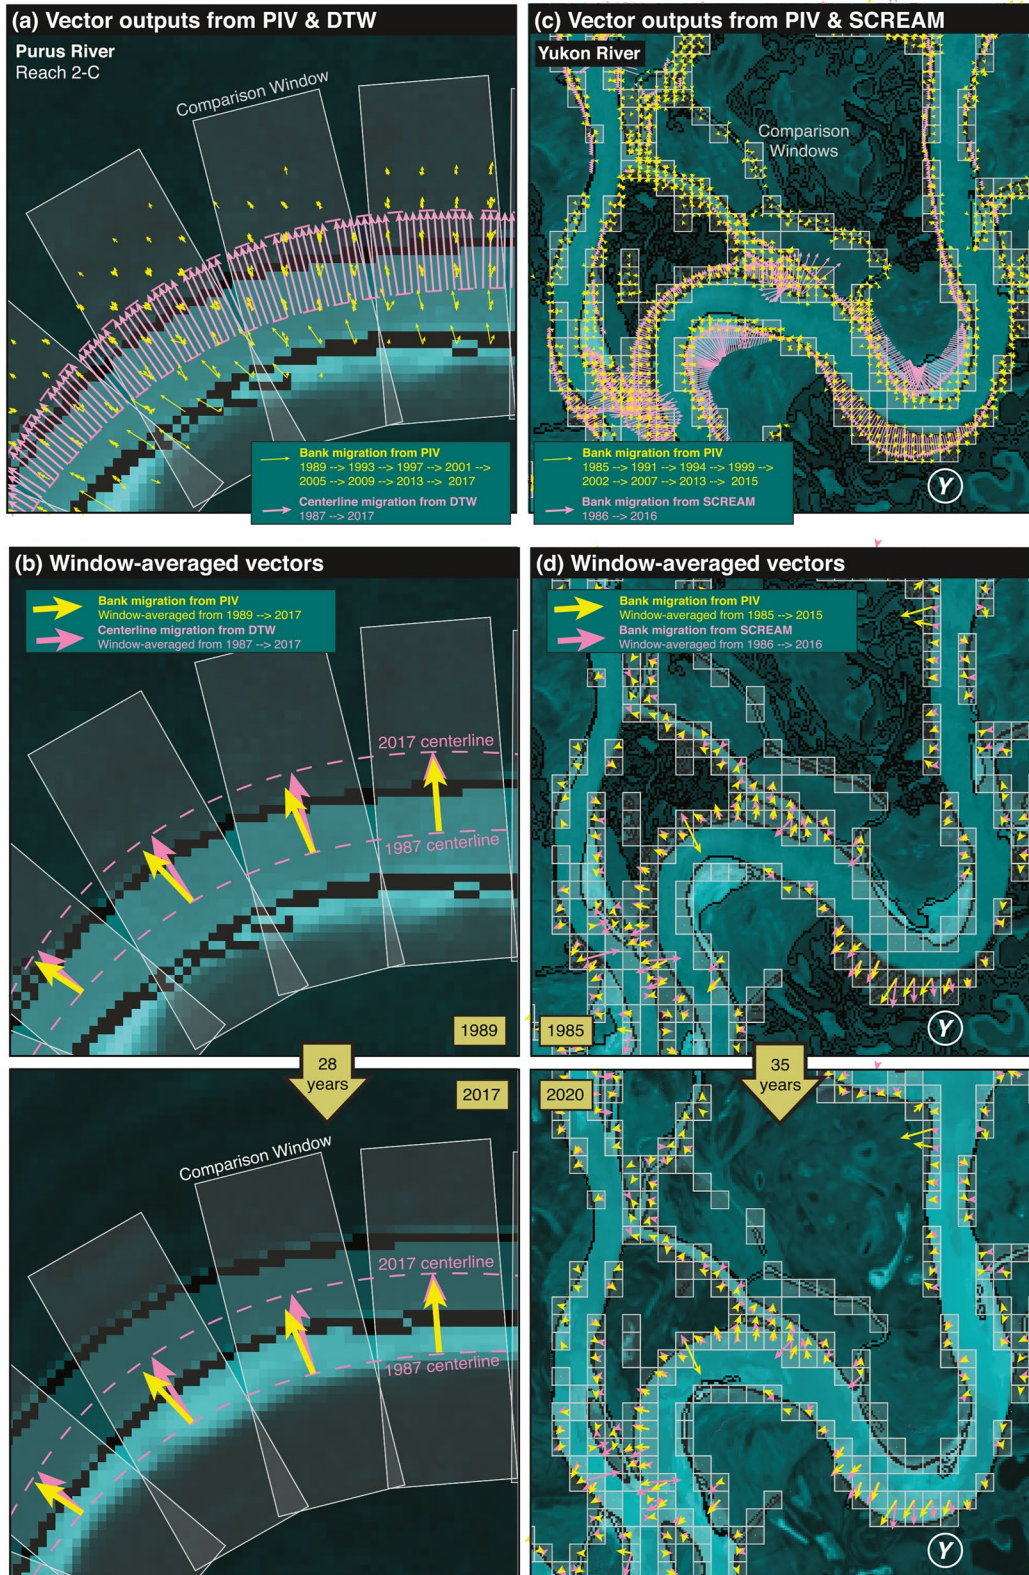 (a) Vector outputs from PIV & DTW
Purus River
Reach 2-C
Comparison Window
Bank migration from PIV
1989 --> 1993 --> 1997 --> 2001 -->
2005 --> 2009 --> 2013 --> 2017
Centerline migration from DTW
1987 --> 2017
(c) Vector outputs from PIV & SCREAM
Yukon River
Comparison
Windows
Bank migration from PIV
1985 --> 1991 --> 1994 --> 1999 -->
2002 --> 2007 --> 2013 --> 2015
Bank migration from SCREAM
1986 --> 2016
Y
(b) Window-averaged vectors
Bank migration from PIV
Window-averaged from 1989 --> 2017
Centerline migration from DTW
Window-averaged from 1987 --> 2017
2017 centerline
1987 centerline
1989
(d) Window-averaged vectors
Bank migration from PIV
Window-averaged from 1985 --> 2015
Bank migration from SCREAM
Window-averaged from 1986 --> 2016
1985
Y
28
years
2017
Comparison Window
2017 centerline
1987 centerline
35
years
2020
Y